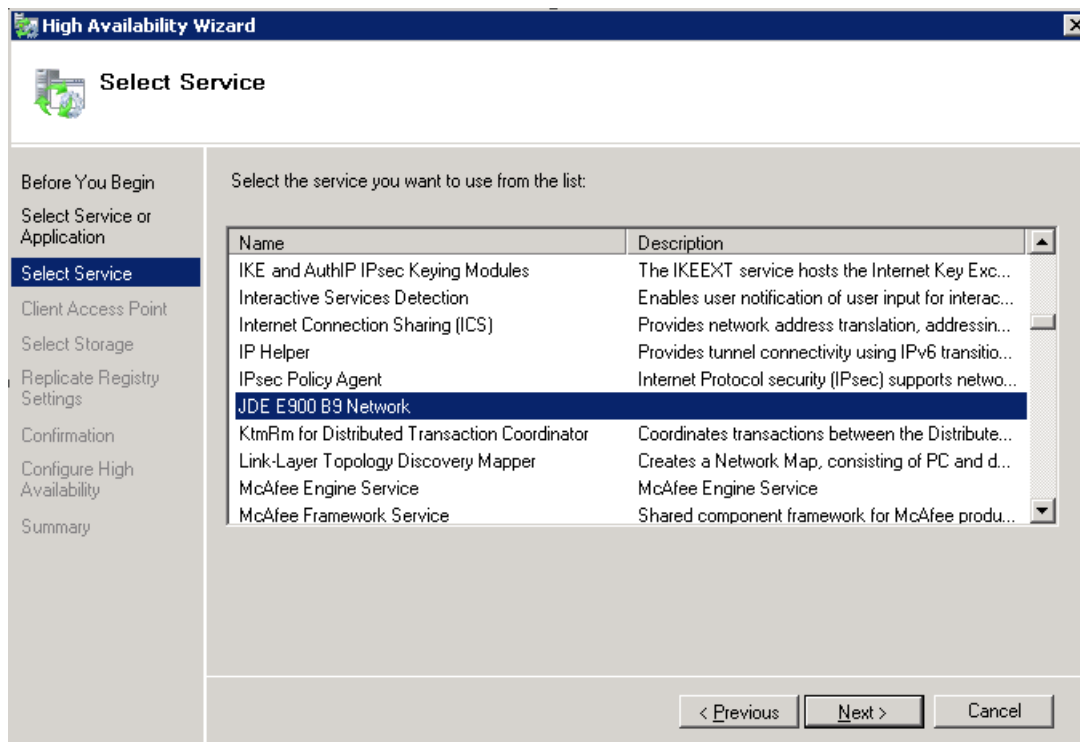 High Availability Wizard
Select Service
Before You Begin
Select Service or
Application
Select Service
Client Access Point
Select Storage
Replicate Registry
Settings
Confirmation
Configure High
Availability
Summary
Select the service you want to use from the list:
Name Description
IKE and AuthIP IPsec Keying Modules The IKEEXT service hosts the Internet Key Exc...
Interactive Services Detection Enables user notification of user input for interac...
Internet Connection Sharing (ICS) Provides network address translation, addressin...
IP Helper Provides tunnel connectivity using IPv6 transitio...
IPsec Policy Agent Internet Protocol security (IPsec) supports netwo...
JDE E900 B9 Network
KtmRm for Distributed Transaction Coordinator Coordinates transactions between the Distribute...
Link-Layer Topology Discovery Mapper Creates a Network Map, consisting of PC and d...
McAfee Engine Service McAfee Engine Service
McAfee Framework Service Shared component framework for McAfee produ...
< Previous Next > Cancel